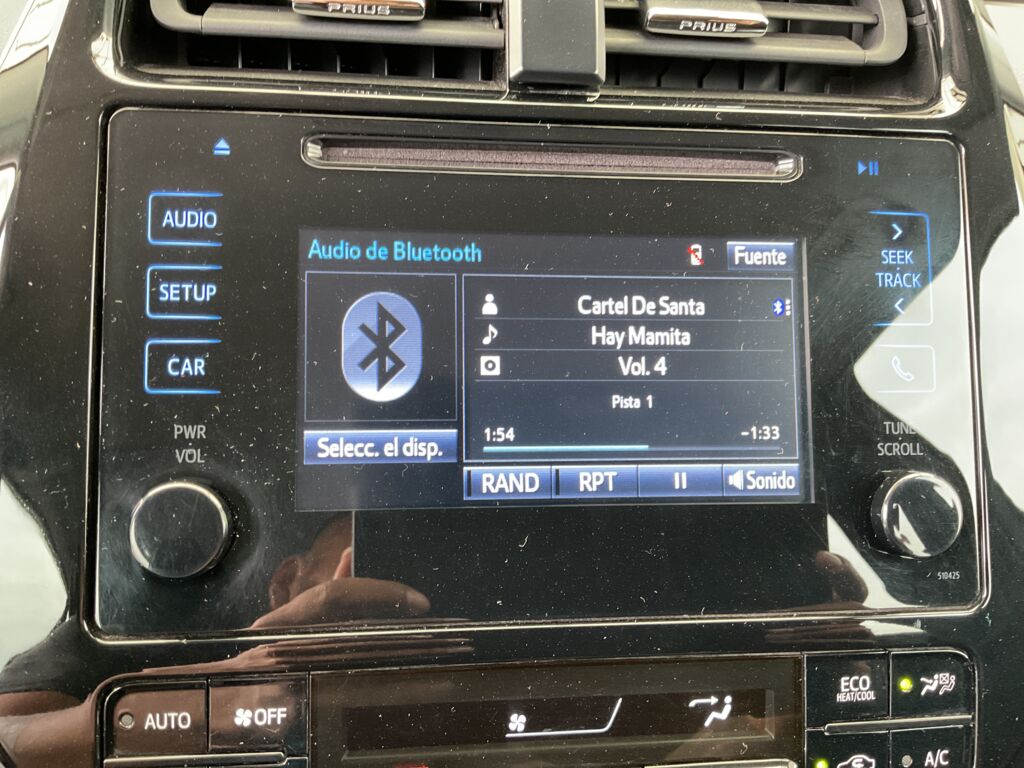 PRIUS
PRIUS
AUDIO
SETUP
CAR
PWR
VOL
Audio de Bluetooth
Fuente
Cartel De Santa
Hay Mamita
Vol. 4
Pista 1
1:54
-1:33
Selecc. el disp.
RAND
RPT
Sonido
SEEK
TRACK
TUNE
SCROLL
510425
AUTO
OFF
ECO
HEAT/COOL
A/C